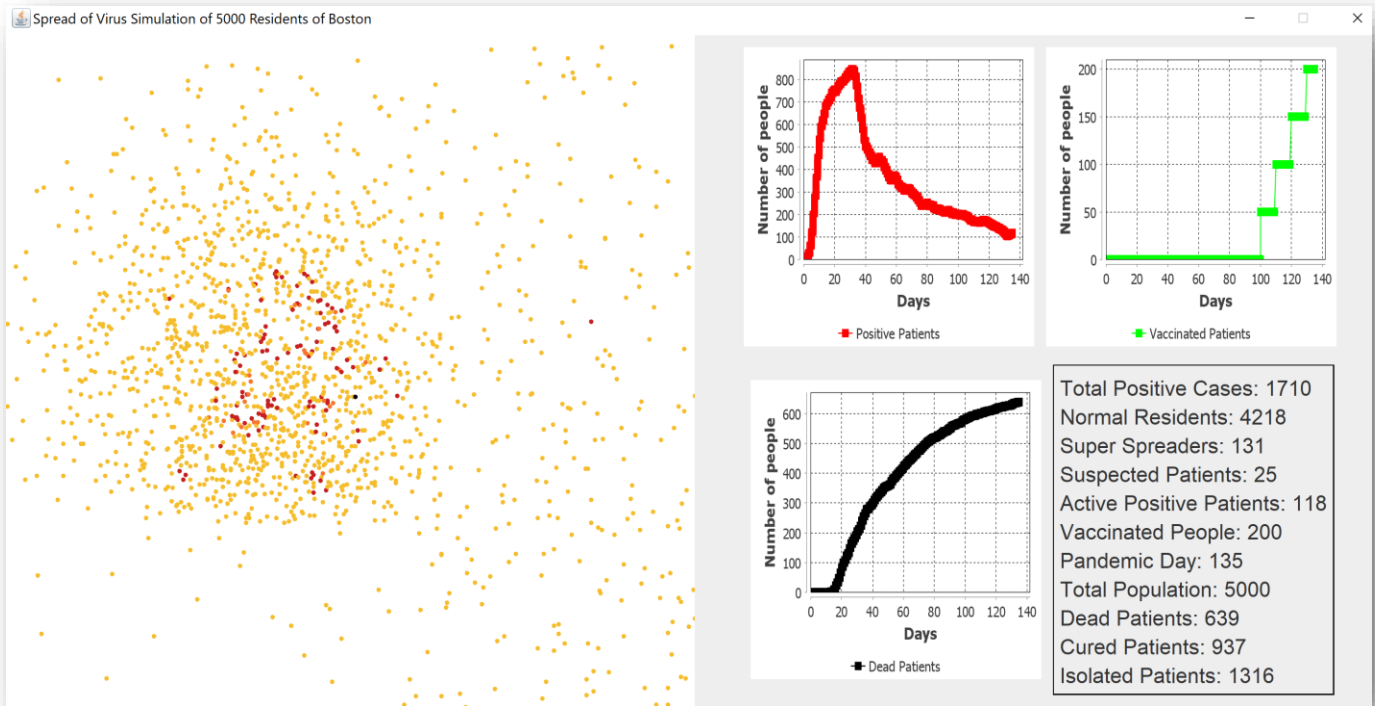 Spread of Virus Simulation of 5000 Residents of Boston
Number of people
800
700
600
500
400
300
200
100
0
0 20 40 60 80 100 120 140
Days
Positive Patients
Number of people
200
150
100
50
0
0 20 40 60 80 100 120 140
Days
Vaccinated Patients
Number of people
600
500
400
300
200
100
0
0 20 40 60 80 100 120 140
Days
Dead Patients
Total Positive Cases: 1710
Normal Residents: 4218
Super Spreaders: 131
Suspected Patients: 25
Active Positive Patients: 118
Vaccinated People: 200
Pandemic Day: 135
Total Population: 5000
Dead Patients: 639
Cured Patients: 937
Isolated Patients: 1316